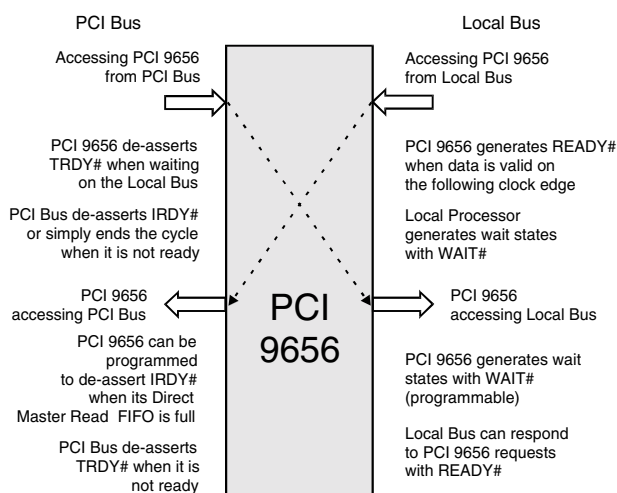 PCI Bus
Accessing PCI 9656
from PCI Bus
PCI 9656 de-asserts
TRDY# when waiting
on the Local Bus
PCI Bus de-asserts IRDY#
or simply ends the cycle
when it is not ready
PCI 9656
accessing PCI Bus
PCI 9656 can be
programmed
to de-assert IRDY#
when its Direct
Master Read FIFO is full
PCI Bus de-asserts
TRDY# when it is
not ready
PCI
9656
Local Bus
Accessing PCI 9656
from Local Bus
PCI 9656 generates READY#
when data is valid on
the following clock edge
Local Processor
generates wait states
with WAIT#
PCI 9656
accessing Local Bus
PCI 9656 generates wait
states with WAIT#
(programmable)
Local Bus can respond
to PCI 9656 requests
with READY#